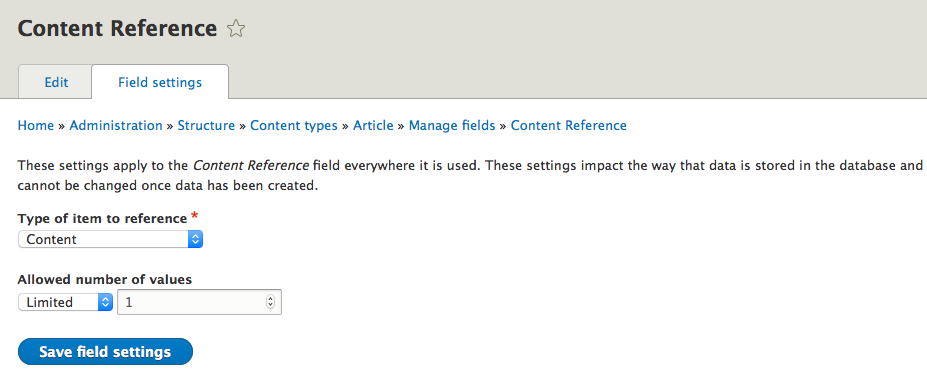 Content Reference
Edit
Field settings
Home » Administration » Structure » Content types » Article » Manage fields » Content Reference
These settings apply to the Content Reference field everywhere it is used. These settings impact the way that data is stored in the database and
cannot be changed once data has been created.
Type of item to reference *
Content
Allowed number of values
Limited
1
Save field settings